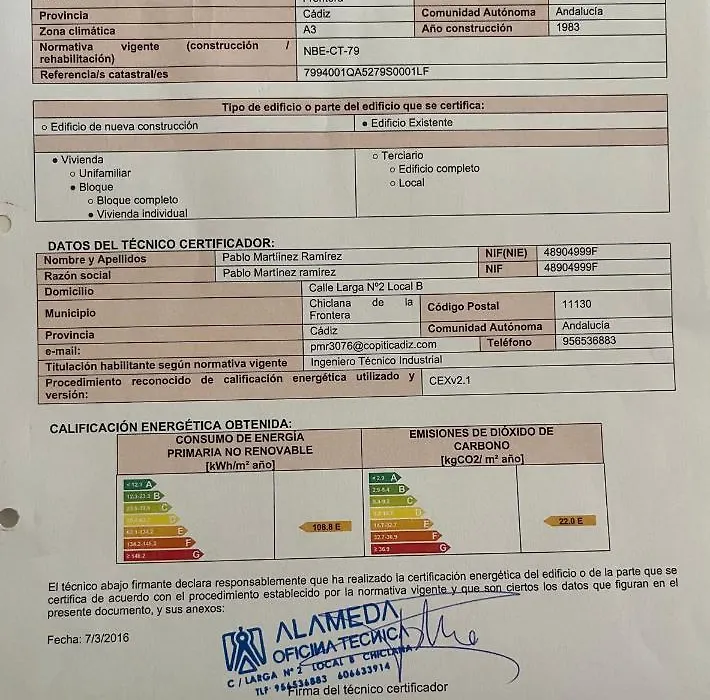 Provincia Cádiz Comunidad Autónoma Andalucía
Zona climática A3 Año construcción 1983
Normativa vigente (construcción / rehabilitación) NBE-CT-79
Referencia/s catastral/es 7994001QA5279S0001LF
Tipo de edificio o parte del edificio que se certifica:
○ Edificio de nueva construcción ● Edificio Existente
● Vivienda
○ Unifamiliar
● Bloque
○ Bloque completo
● Vivienda individual
○ Terciario
○ Edificio completo
○ Local
DATOS DEL TÉCNICO CERTIFICADOR:
Nombre y Apellidos Pablo Martíinez Ramirez NIF(NIE) 48904999F
Razón social Pablo Martinez ramirez NIF 48904999F
Domicilio Calle Larga Nº2 Local B
Municipio Chiclana de la Frontera Código Postal 11130
Provincia Cádiz Comunidad Autónoma Andalucía
e-mail: pmr3076@copiticadiz.com Teléfono 956536883
Titulación habilitante según normativa vigente Ingeniero Técnico Industrial
Procedimiento reconocido de calificación energética utilizado y versión: CEXv2.1
CALIFICACIÓN ENERGÉTICA OBTENIDA:
CONSUMO DE ENERGÍA
PRIMARIA NO RENOVABLE
[kWh/m² año]
EMISIONES DE DIÓXIDO DE
CARBONO
[kgCO2/ m² año]
A
B
C
D
E
F
G
108.8 E
A
B
C
D
E
F
G
22.0 E
El técnico abajo firmante declara responsablemente que ha realizado la certificación energética del edificio o de la parte que se
certifica de acuerdo con el procedimiento establecido por la normativa vigente y que son ciertos los datos que figuran en el
presente documento, y sus anexos:
Fecha: 7/3/2016
ALAMEDA
OFICINA TECNICA
C / LARGA Nº 2 LOCAL B CHICLANA
TLF 956536883 606633914
Firma del técnico certificador